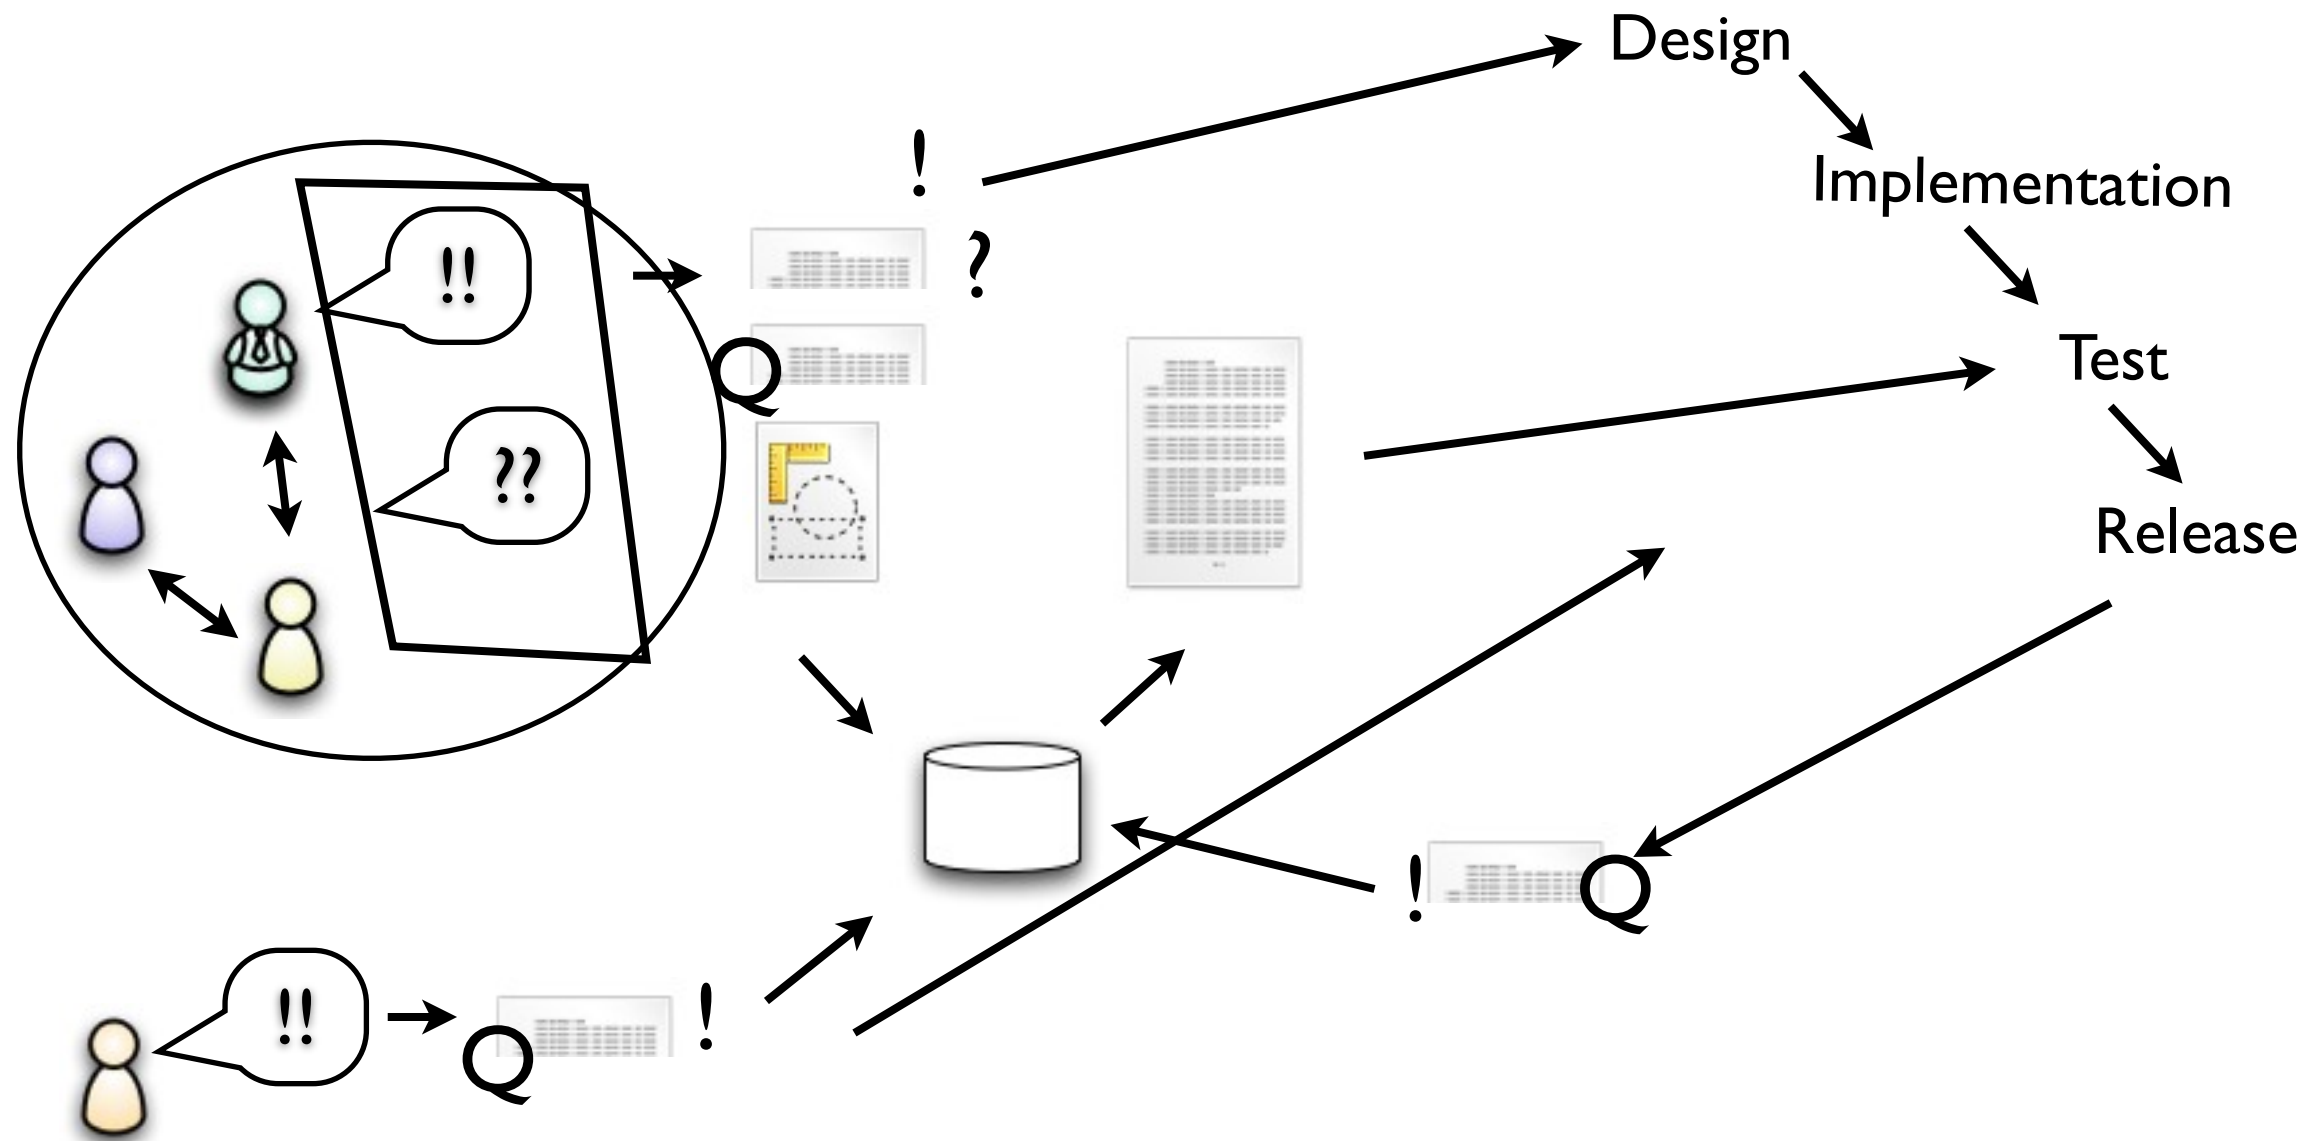 Design
!
Implementation
!!
?
Q
Test
??
Release
! Q
!!
Q !